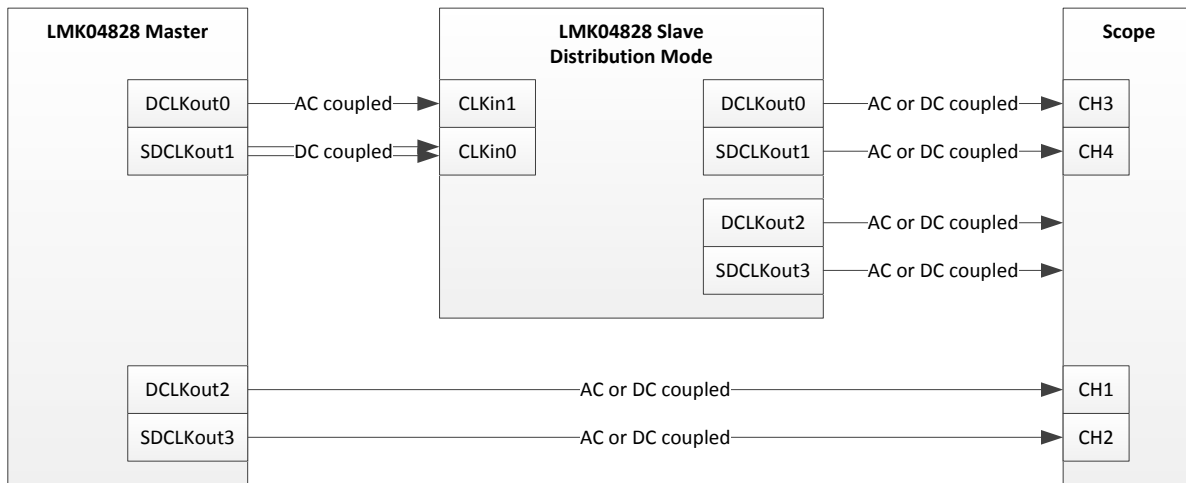 LMK04828 Master
LMK04828 Slave
Distribution Mode
Scope
DCLKout0
AC coupled
CLKin1
DCLKout0
AC or DC coupled
CH3
SDCLKout1
DC coupled
CLKin0
SDCLKout1
AC or DC coupled
CH4
DCLKout2
AC or DC coupled
SDCLKout3
AC or DC coupled
DCLKout2
AC or DC coupled
CH1
SDCLKout3
AC or DC coupled
CH2